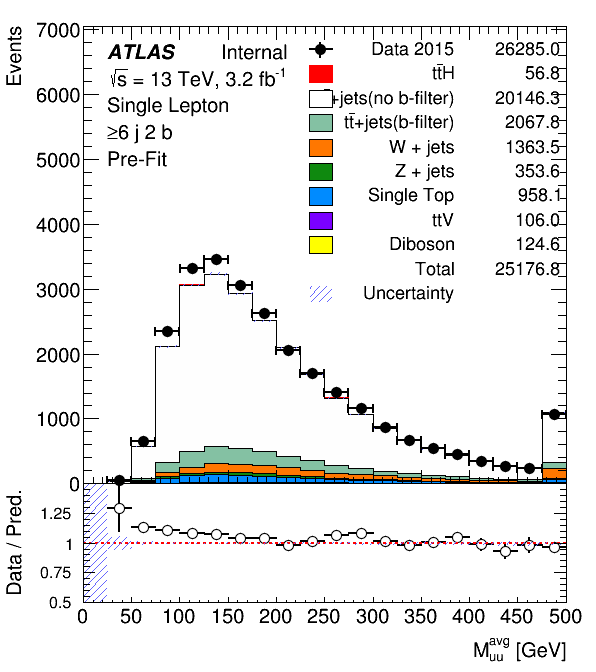 Events
7000
6000
5000
4000
3000
2000
1000
0
ATLAS Internal
√s = 13 TeV, 3.2 fb⁻¹
Single Lepton
≥6 j 2 b
Pre-Fit
Data 2015 26285.0
tt̄H 56.8
+jets(no b-filter) 20146.3
tt̄+jets(b-filter) 2067.8
W + jets 1363.5
Z + jets 353.6
Single Top 958.1
ttV 106.0
Diboson 124.6
Total 25176.8
Uncertainty
Data / Pred.
1.25
1
0.75
0.5
0 50 100 150 200 250 300 350 400 450 500
M_uu^avg [GeV]